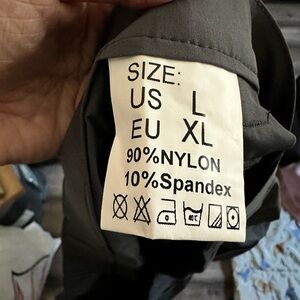 SIZE:
US L
EU XL
90%NYLON
10%Spandex